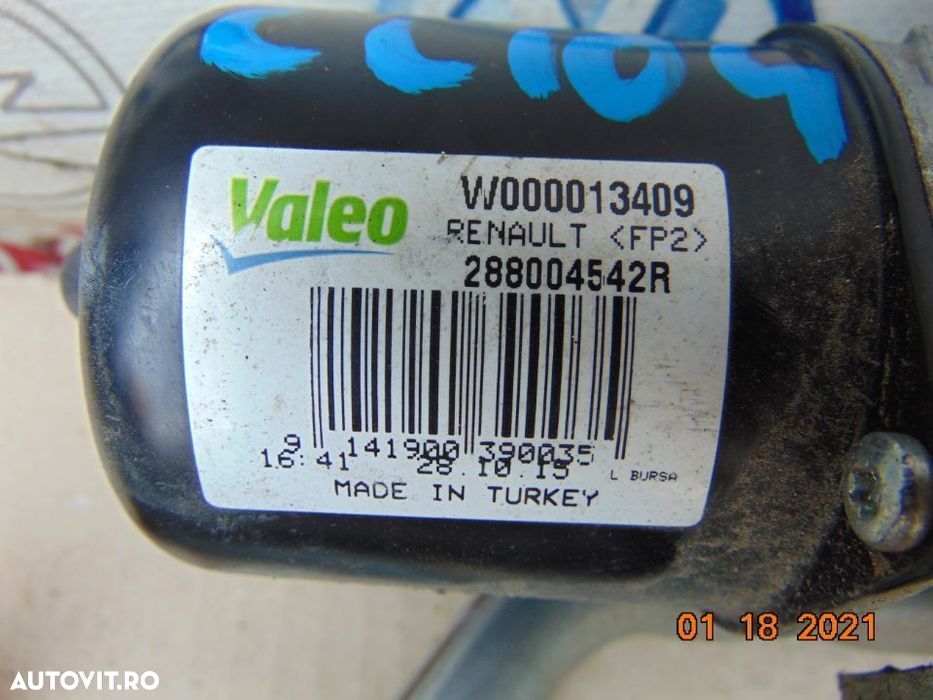 CClo4
Valeo
W000013409
RENAULT <FP2>
288004542R
9 141900 390035
16:41 28.10.15 L BURSA
MADE IN TURKEY
01 18 2021
AUTOVIT.RO